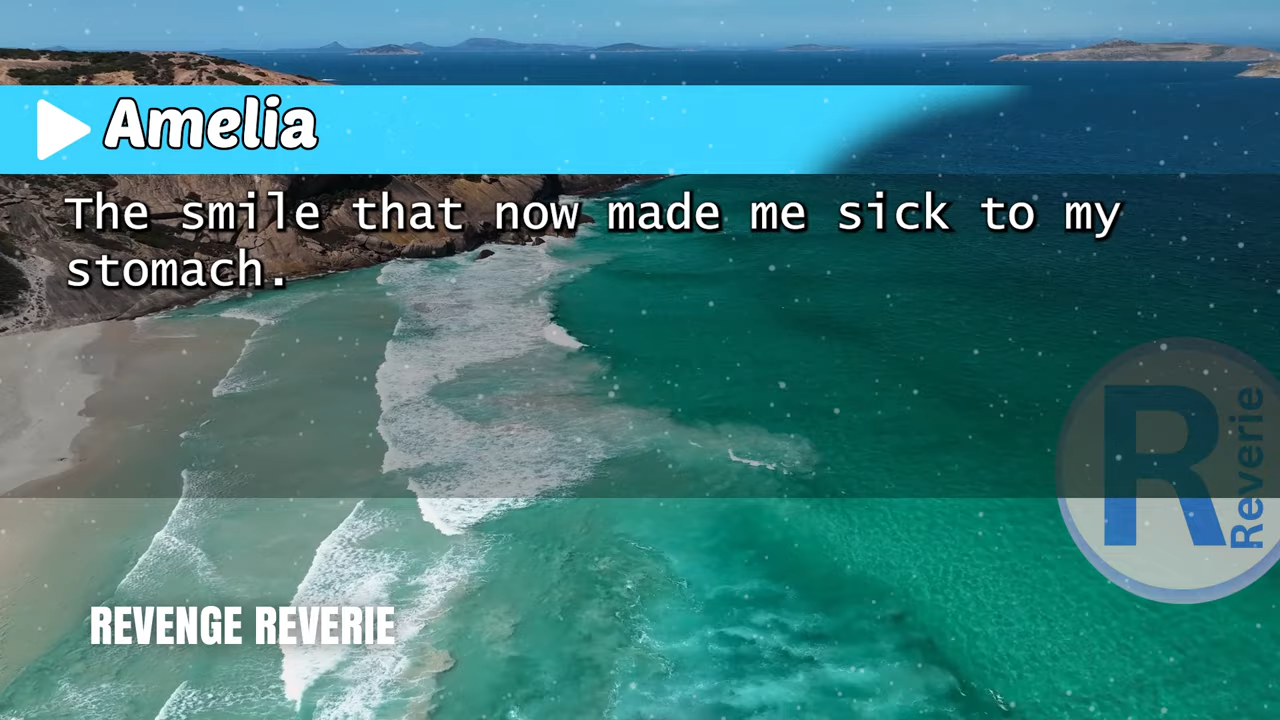 Amelia
The smile that now made me sick to my
stomach.
R
Reverie
REVENGE REVERIE